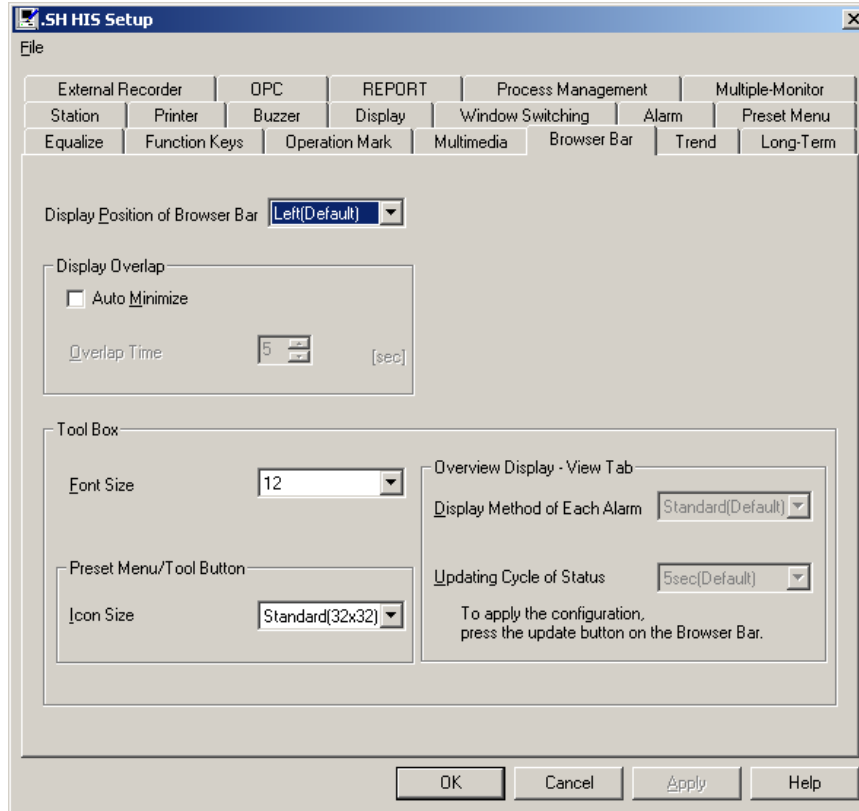 .SH HIS Setup
File
External Recorder OPC REPORT Process Management Multiple-Monitor
Station Printer Buzzer Display Window Switching Alarm Preset Menu
Equalize Function Keys Operation Mark Multimedia Browser Bar Trend Long-Term
Display Position of Browser Bar Left(Default)
Display Overlap
Auto Minimize
Overlap Time 5 [sec]
Tool Box
Font Size 12
Overview Display - View Tab
Display Method of Each Alarm Standard(Default)
Preset Menu/Tool Button
Icon Size Standard(32x32)
Updating Cycle of Status 5sec(Default)
To apply the configuration,
press the update button on the Browser Bar.
OK Cancel Apply Help